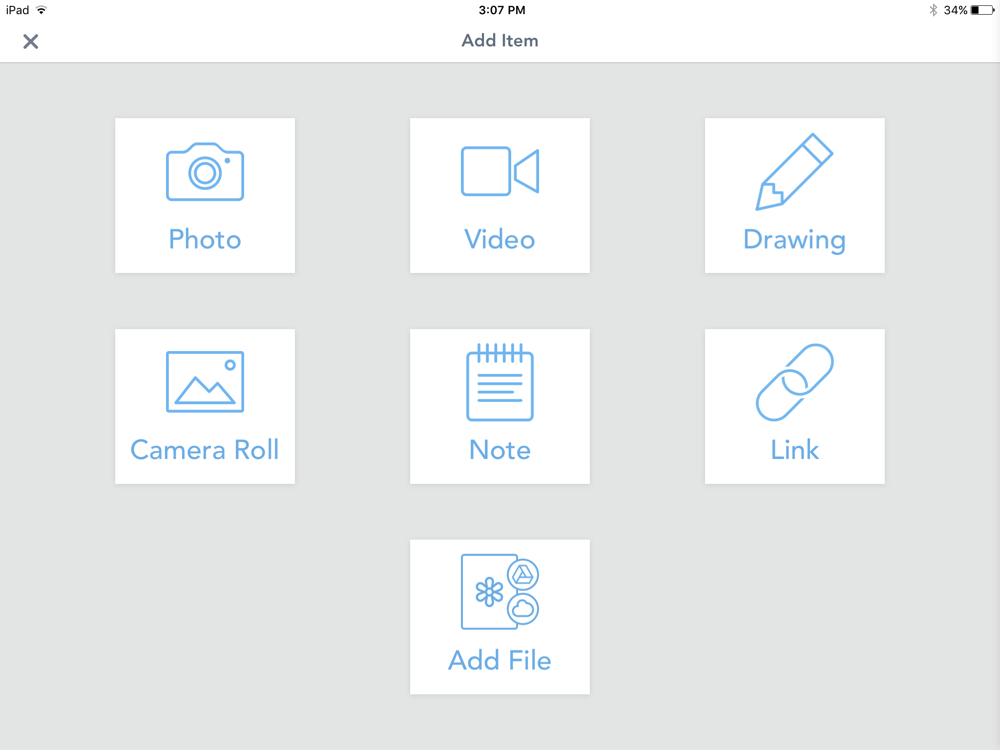 iPad 3:07 PM 34%
Add Item
Photo Video Drawing
Camera Roll Note Link
Add File